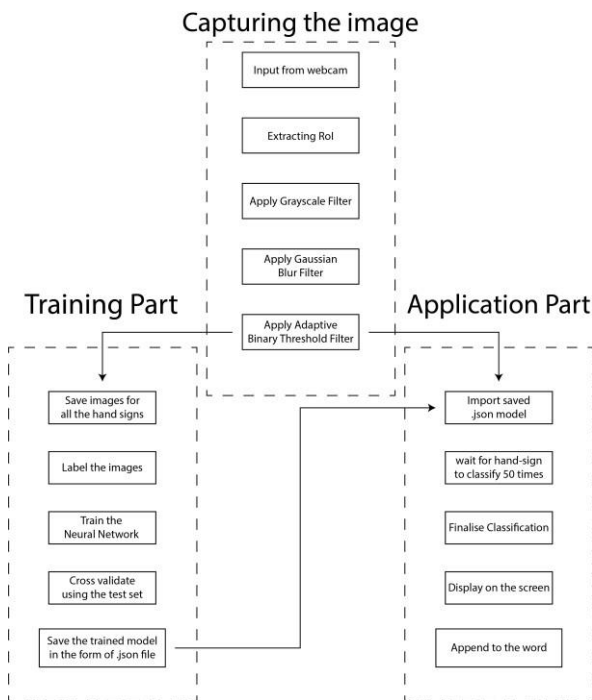 Capturing the image
Input from webcam
Extracting RoI
Apply Grayscale Filter
Apply Gaussian
Blur Filter
Apply Adaptive
Binary Threshold Filter
Training Part
Save images for
all the hand signs
Label the images
Train the
Neural Network
Cross validate
using the test set
Save the trained model
in the form of .json file
Application Part
Import saved
.json model
wait for hand-sign
to classify 50 times
Finalise Classification
Display on the screen
Append to the word